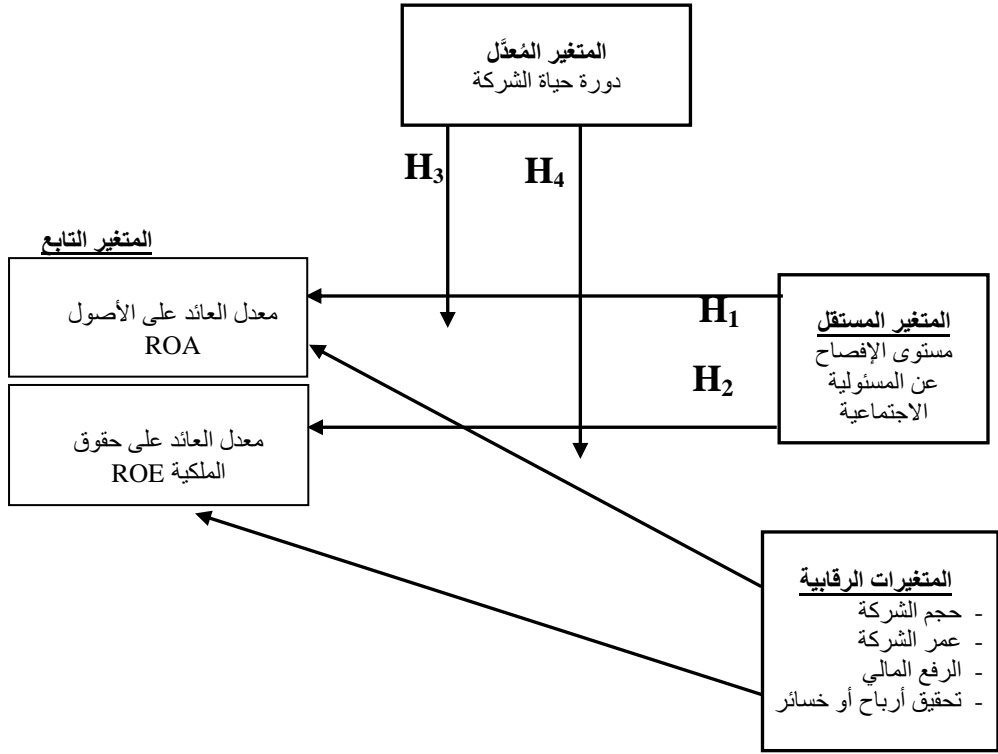 المتغير المُعدَّل
دورة حياة الشركة
H3
H4
المتغير التابع
معدل العائد على الأصول
ROA
H1
المتغير المستقل
مستوى الإفصاح
عن المسئولية
الاجتماعية
H2
معدل العائد على حقوق
الملكية ROE
المتغيرات الرقابية
- حجم الشركة
- عمر الشركة
- الرفع المالي
- تحقيق أرباح أو خسائر